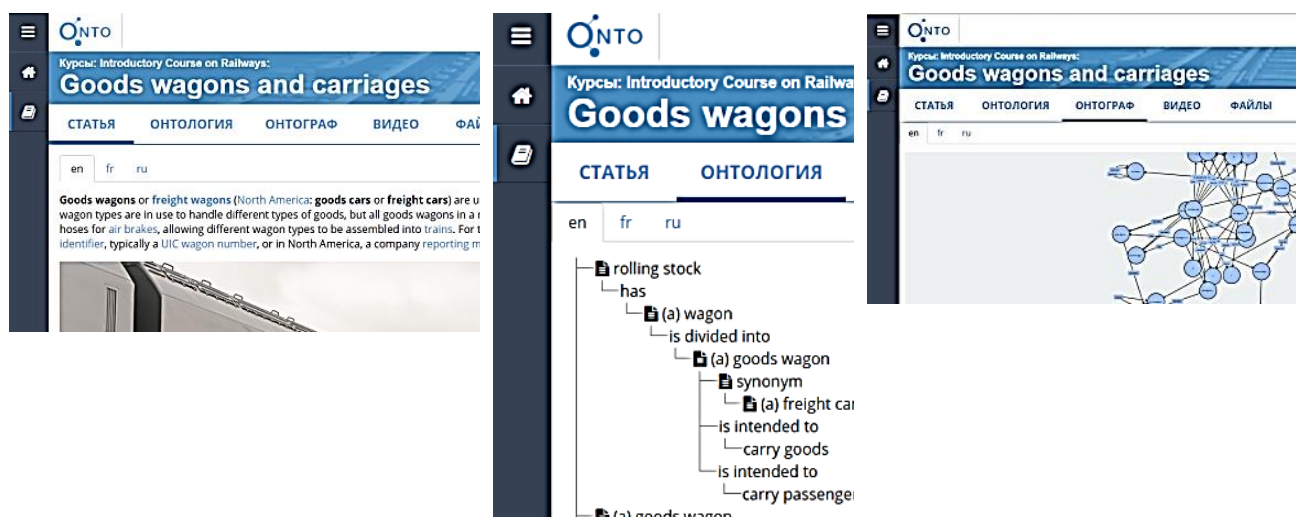 ONTO
Курсы: Introductory Course on Railways:
Goods wagons and carriages
СТАТЬЯ ОНТОЛОГИЯ ОНТОГРАФ ВИДЕО ФАЙ
en fr ru
Goods wagons or freight wagons (North America: goods cars or freight cars) are u
wagon types are in use to handle different types of goods, but all goods wagons in a r
hoses for air brakes, allowing different wagon types to be assembled into trains. For t
identifier, typically a UIC wagon number, or in North America, a company reporting m
ONTO
Курсы: Introductory Course on Railwa
Goods wagons
СТАТЬЯ ОНТОЛОГИЯ
en fr ru
rolling stock
has
(a) wagon
is divided into
(a) goods wagon
synonym
(a) freight car
is intended to
carry goods
is intended to
carry passenge
(a) goods wagon
ONTO
Курсы: Introductory Course on Railways:
Goods wagons and carriages
СТАТЬЯ ОНТОЛОГИЯ ОНТОГРАФ ВИДЕО ФАЙЛЫ
en fr ru